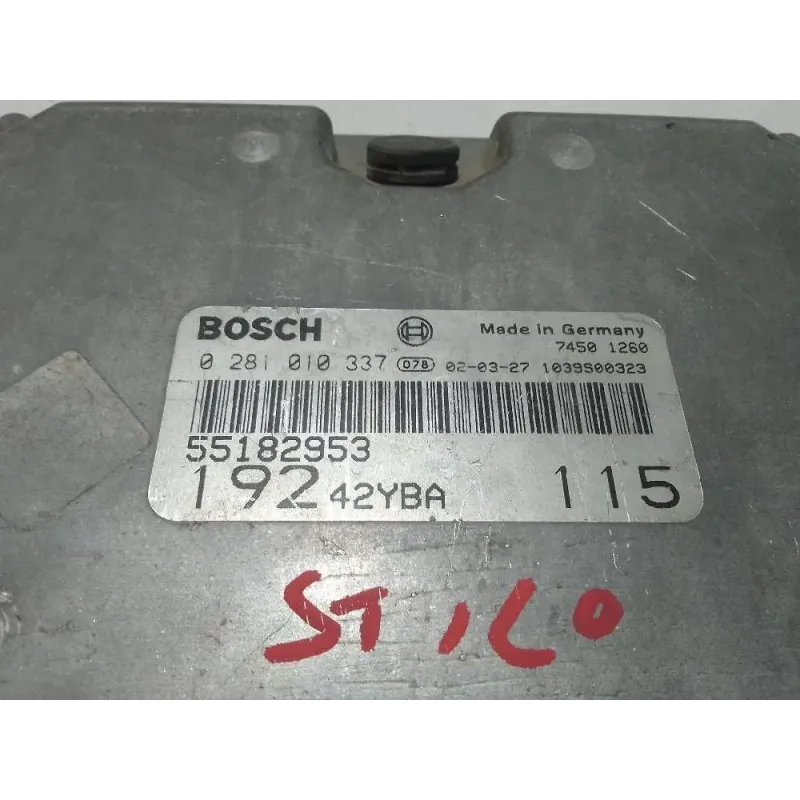 BOSCH Made in Germany
7450 1260
0 281 010 337 078 02-03-27 1039S00323
55182953
192 42YBA 115
STILO